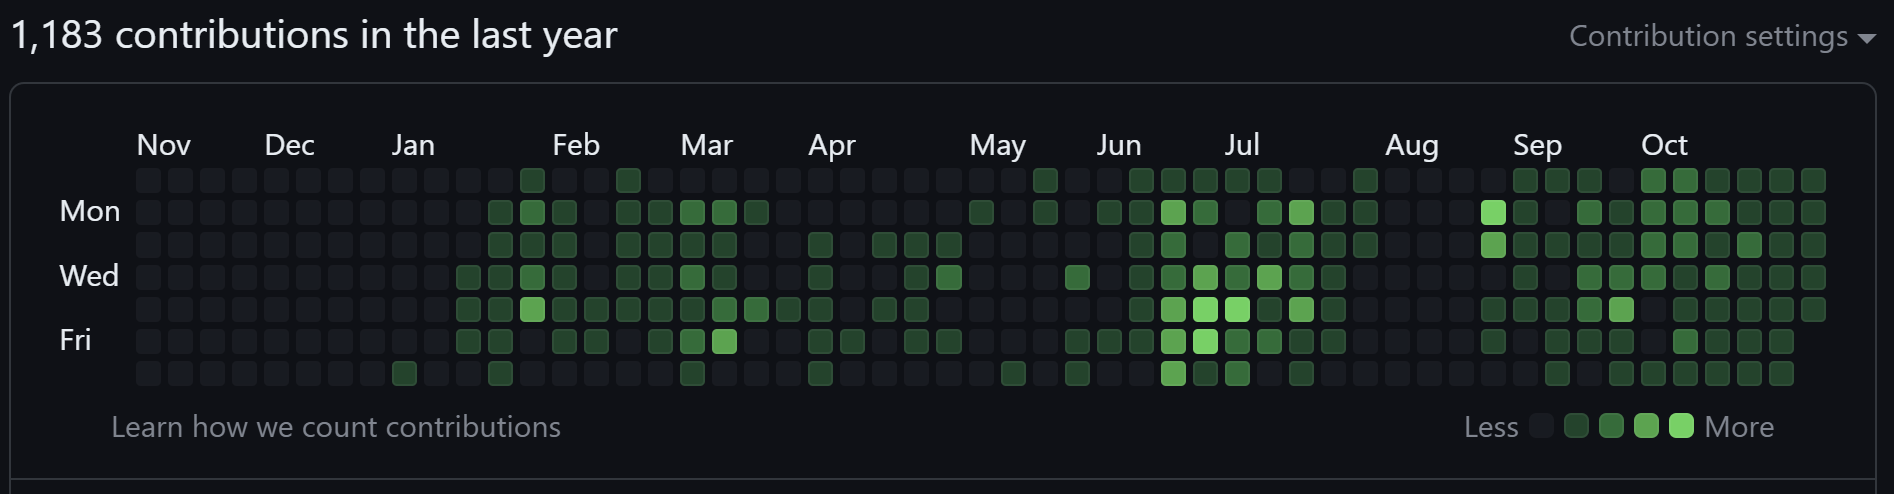 1,183 contributions in the last year
Contribution settings
Nov Dec Jan Feb Mar Apr May Jun Jul Aug Sep Oct
Mon
Wed
Fri
Learn how we count contributions
Less More